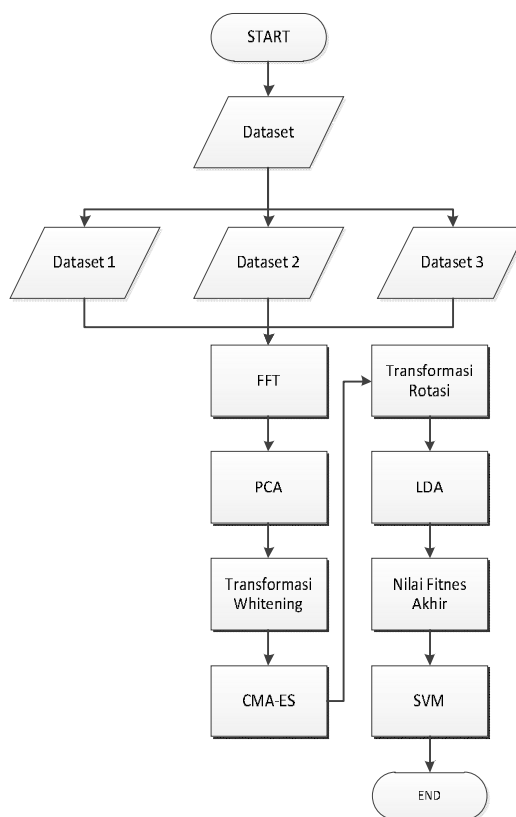 START
Dataset
Dataset 1
Dataset 2
Dataset 3
FFT
PCA
Transformasi
Whitening
CMA-ES
Transformasi
Rotasi
LDA
Nilai Fitnes
Akhir
SVM
END